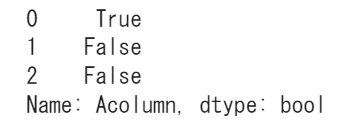 0     True
1    False
2    False
Name: Acolumn, dtype: bool